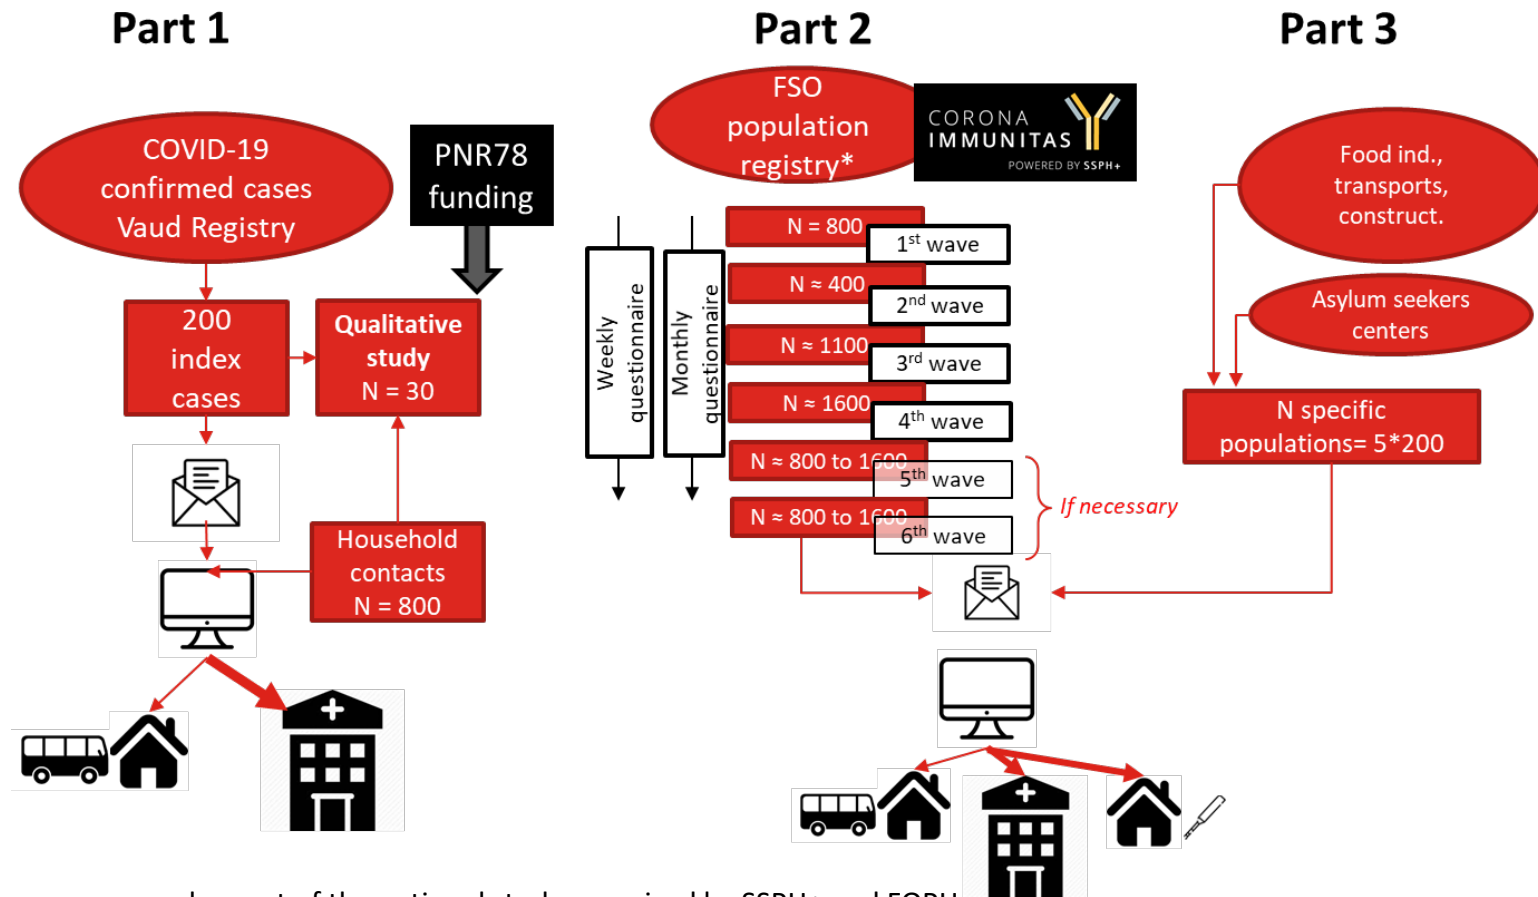 Part 1
Part 2
Part 3
COVID-19
confirmed cases
Vaud Registry
PNR78
funding
200
index
cases
Qualitative
study
N = 30
Household
contacts
N = 800
FSO
population
registry*
CORONA
IMMUNITAS
POWERED BY SSPH+
Weekly
questionnaire
Monthly
questionnaire
N = 800
1st wave
N ≈ 400
2nd wave
N ≈ 1100
3rd wave
N ≈ 1600
4th wave
N ≈ 800 to 1600
5th wave
N ≈ 800 to 1600
6th wave
If necessary
Food ind.,
transports,
construct.
Asylum seekers
centers
N specific
populations= 5*200